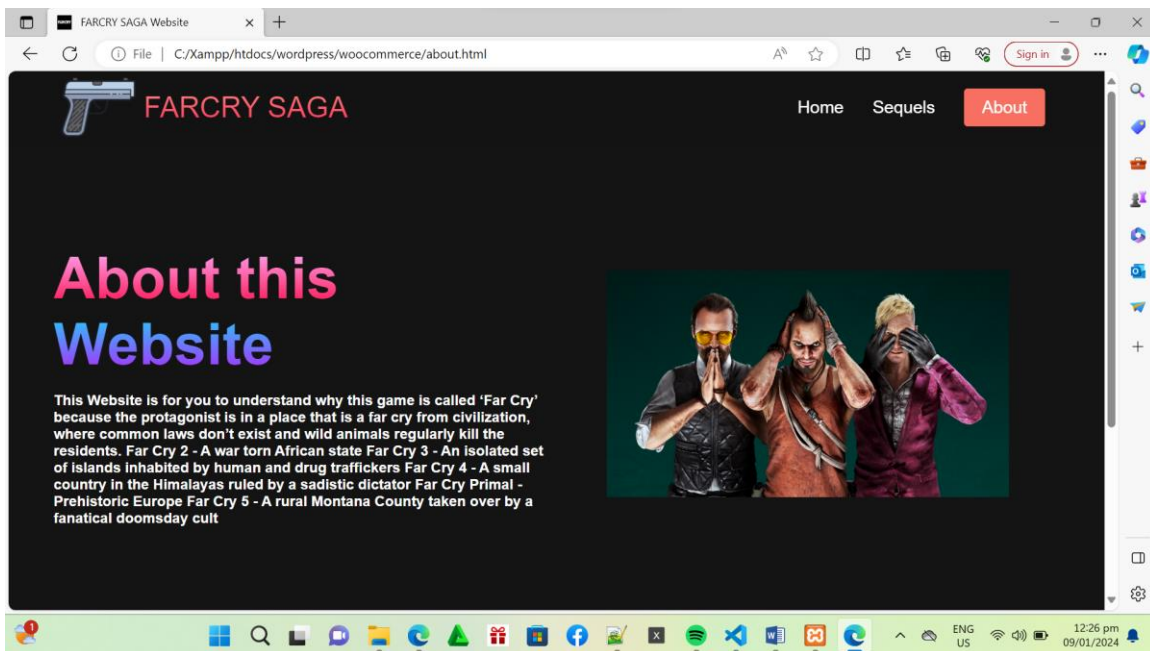 FARCRY SAGA Website
File | C:/Xampp/htdocs/wordpress/woocommerce/about.html
Sign in
FARCRY SAGA
Home Sequels About
About this
Website
This Website is for you to understand why this game is called ‘Far Cry’
because the protagonist is in a place that is a far cry from civilization,
where common laws don’t exist and wild animals regularly kill the
residents. Far Cry 2 - A war torn African state Far Cry 3 - An isolated set
of islands inhabited by human and drug traffickers Far Cry 4 - A small
country in the Himalayas ruled by a sadistic dictator Far Cry Primal -
Prehistoric Europe Far Cry 5 - A rural Montana County taken over by a
fanatical doomsday cult
1
ENG
US
12:26 pm
09/01/2024